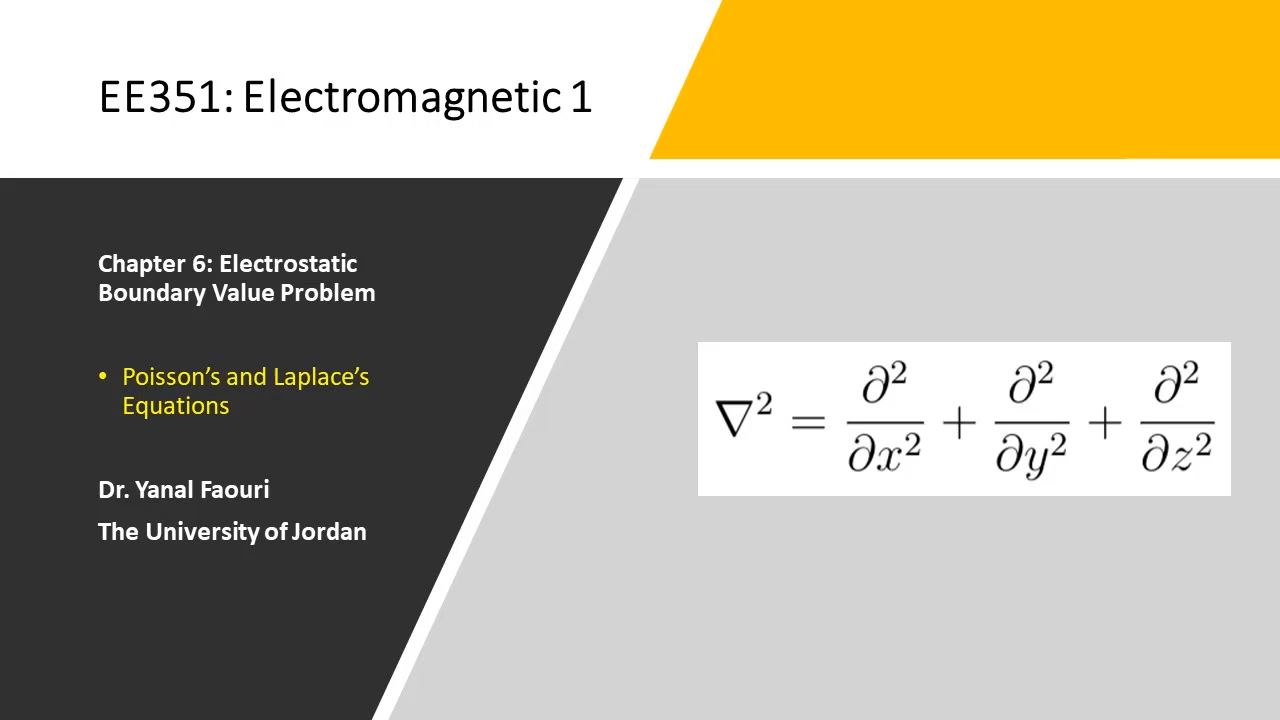 EE351: Electromagnetic 1
Chapter 6: Electrostatic
Boundary Value Problem
• Poisson’s and Laplace’s
Equations
Dr. Yanal Faouri
The University of Jordan
∇² = ∂²/∂x² + ∂²/∂y² + ∂²/∂z²